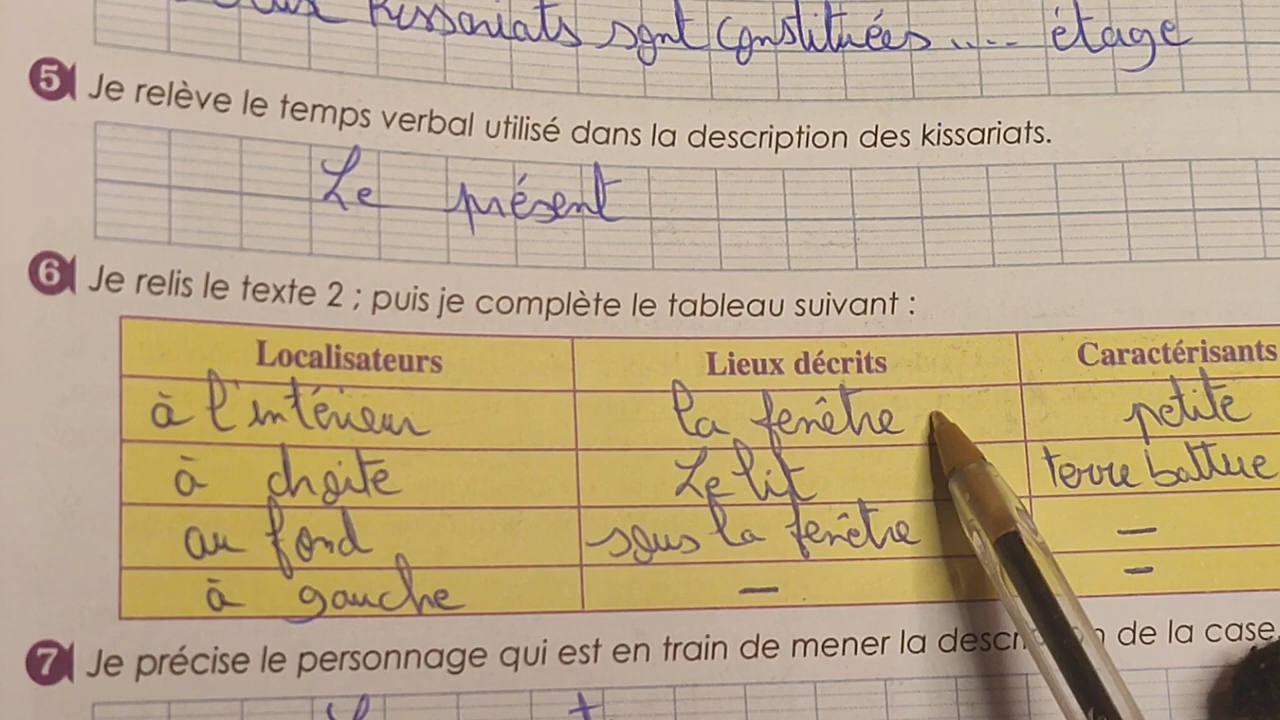 Kissariats sont constituées .... étage
5 Je relève le temps verbal utilisé dans la description des kissariats.
Le présent
6 Je relis le texte 2 ; puis je complète le tableau suivant :
Localisateurs Lieux décrits Caractérisants
à l'intérieur la fenêtre petite
à droite Le lit terre battue
au fond sous la fenêtre —
à gauche — —
7 Je précise le personnage qui est en train de mener la de la case